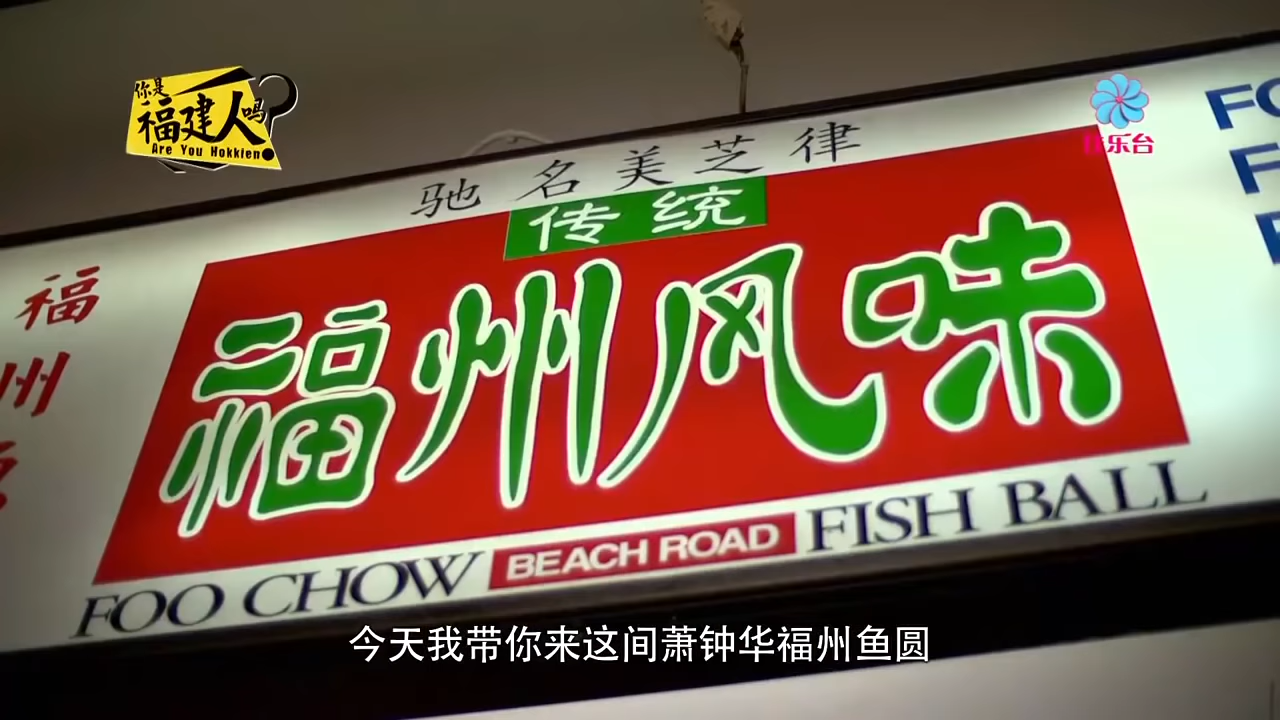 你是
福建人吗?
Are You Hokkien?
乐台
驰名美芝律
传统
福州风味
FOO CHOW BEACH ROAD FISH BALL
福
州
今天我带你来这间萧钟华福州鱼圆